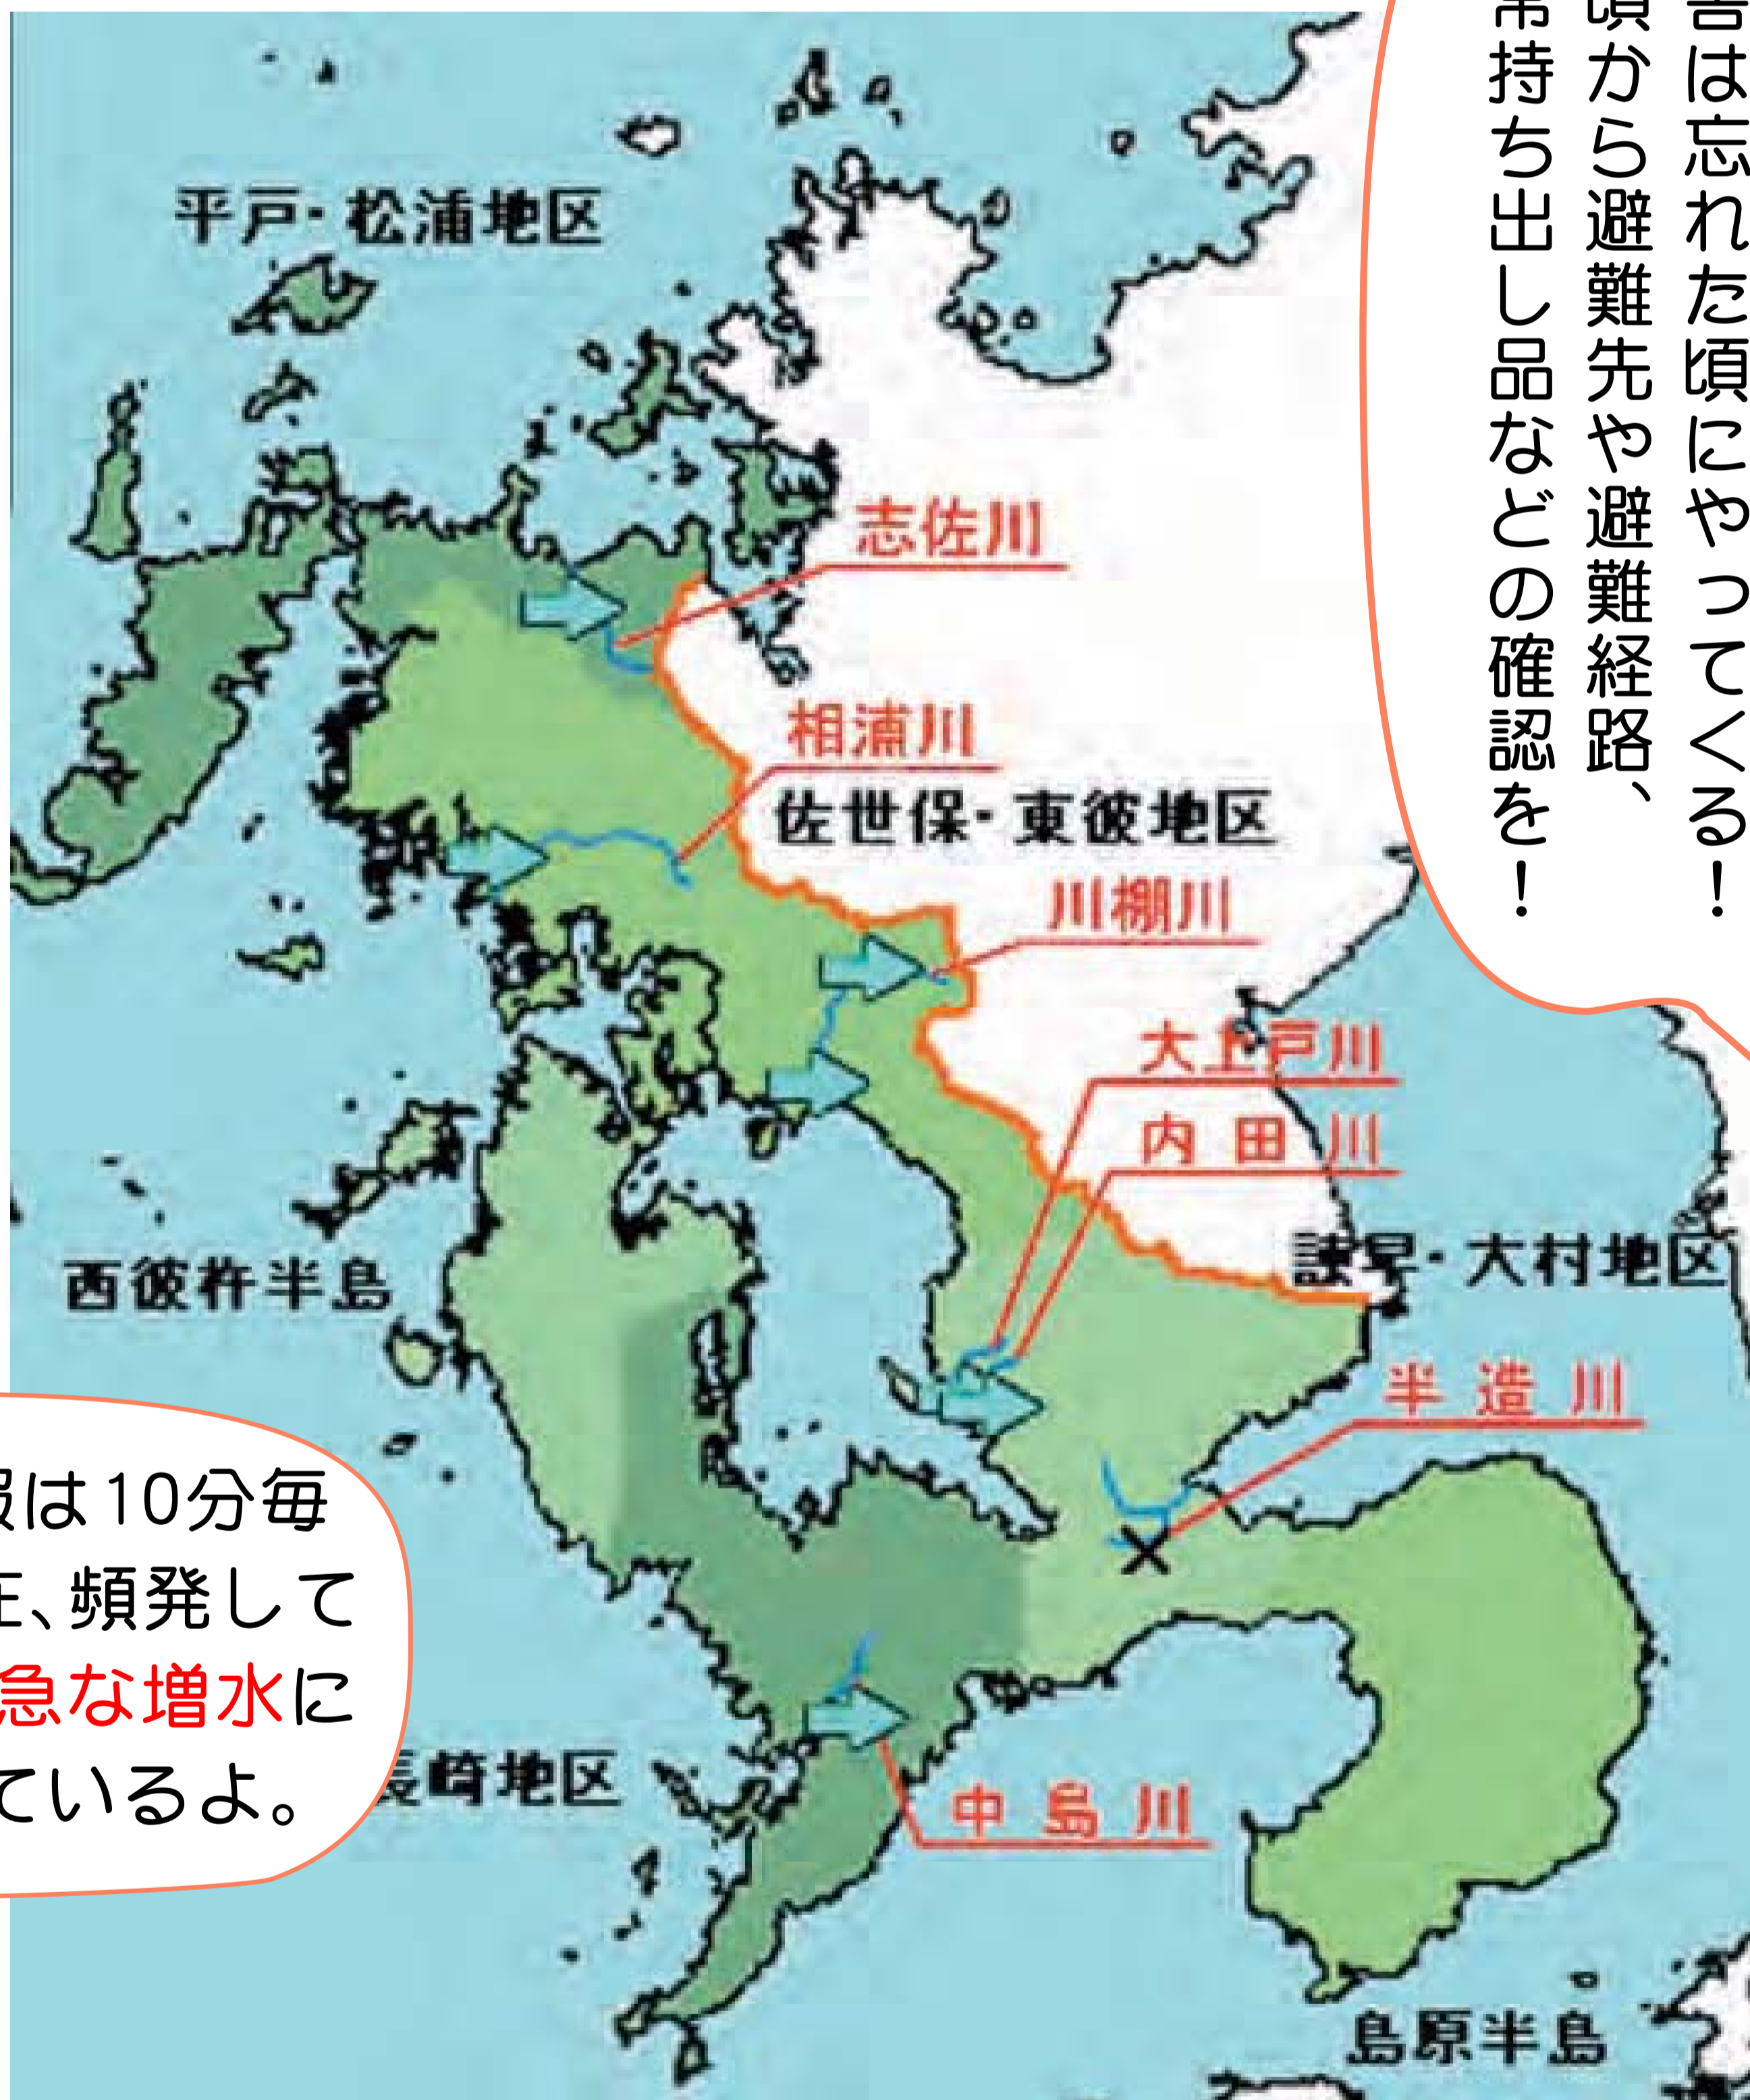 害は忘れた頃にやってくる！
頃から避難先や避難経路、
常持ち出し品などの確認を！
平戸・松浦地区
志佐川
相浦川
佐世保・東彼地区
川棚川
大上戸川
内田川
諫早・大村地区
西彼杵半島
半造川
報は10分毎
在、頻発して
急な増水に
ているよ。
長崎地区
中島川
島原半島